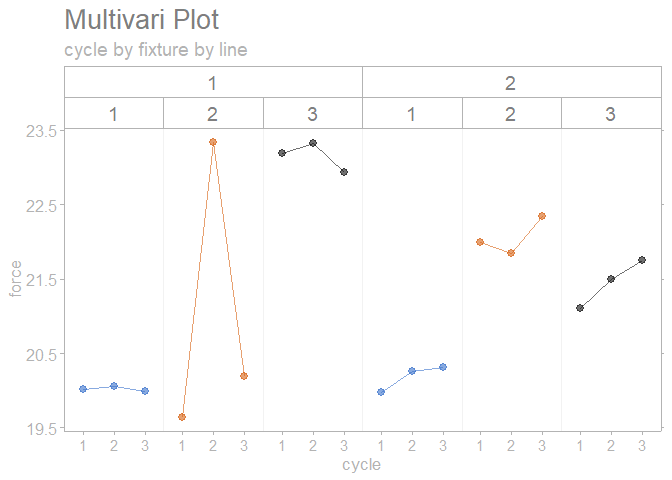 Multivari Plot
cycle by fixture by line
1 2
1 2 3 1 2 3
23.5
22.5
21.5
20.5
19.5
force
1 2 3 1 2 3 1 2 3 1 2 3 1 2 3 1 2 3
cycle